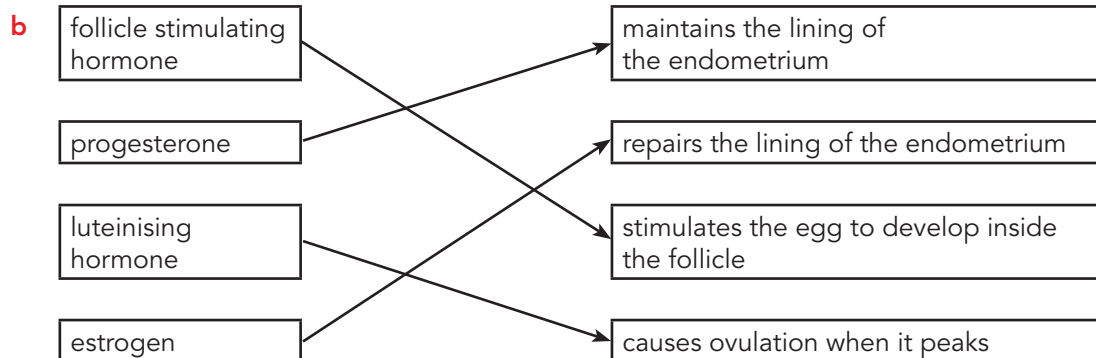 b
follicle stimulating
hormone
maintains the lining of
the endometrium
progesterone
repairs the lining of the endometrium
luteinising
hormone
stimulates the egg to develop inside
the follicle
estrogen
causes ovulation when it peaks